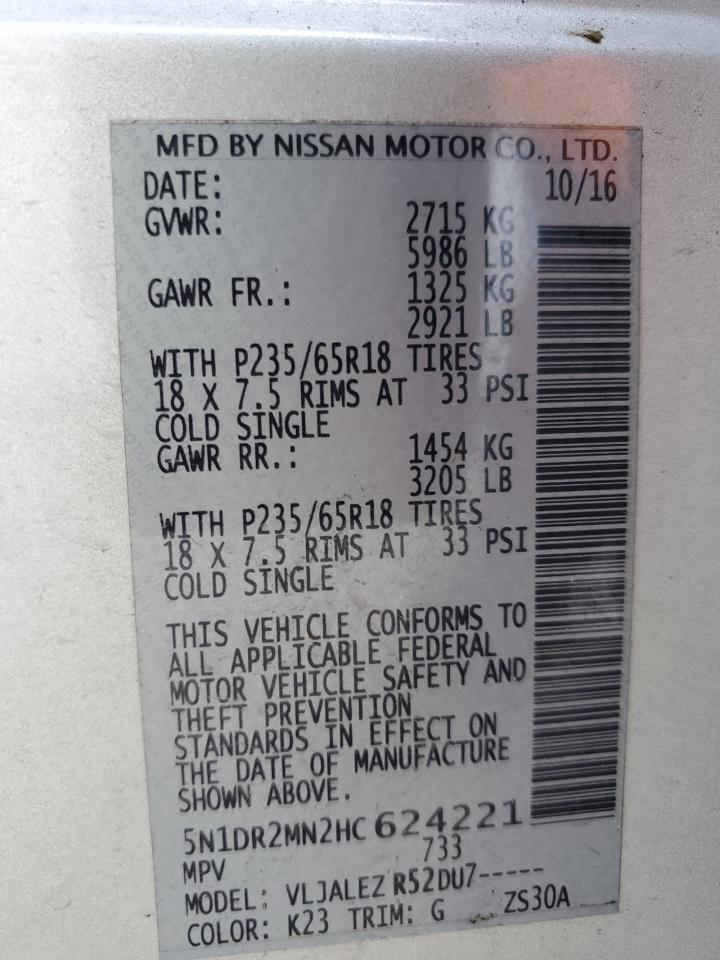 MFD BY NISSAN MOTOR CO., LTD.
DATE: 10/16
GVWR: 2715 KG
5986 LB
GAWR FR.: 1325 KG
2921 LB
WITH P235/65R18 TIRES
18 X 7.5 RIMS AT 33 PSI
COLD SINGLE
GAWR RR.: 1454 KG
3205 LB
WITH P235/65R18 TIRES
18 X 7.5 RIMS AT 33 PSI
COLD SINGLE
THIS VEHICLE CONFORMS TO
ALL APPLICABLE FEDERAL
MOTOR VEHICLE SAFETY AND
THEFT PREVENTION
STANDARDS IN EFFECT ON
THE DATE OF MANUFACTURE
SHOWN ABOVE.
5N1DR2MN2HC 624221
MPV 733
MODEL: VLJALEZ R52DU7-----
COLOR: K23 TRIM: G ZS30A